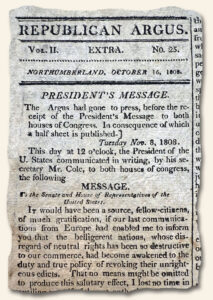 REPUBLICAN ARGUS.
VOL. II. EXTRA. No. 25.
NORTHUMBERLAND, OCTOBER 16, 1808.
PRESIDENT'S MESSAGE.
The Argus had gone to press, before the re-
ceipt of the President's Message to both
houses of Congress. In consequence of which
a half sheet is published.]
Tuesday Nov. 8, 1808.
This day at 12 o'clock, the President of the
U. States communicated in writing, by his se-
cretary Mr. Cole, to both houses of congress,
the following
MESSAGE.
To the Senate and House of Representatives of the
United States.
IT would have been a source, fellow-citizens,
of much gratification, if our last communica-
tions from Europe had enabled me to inform
you that the belligerent nations, whose dis-
regard of neutral rights has been so destructive
to our commerce, had become awakened to the
duty and true policy of revoking their unright-
eous edicts. That no means might be omitted
to produce this salutary effect, I lost no time in